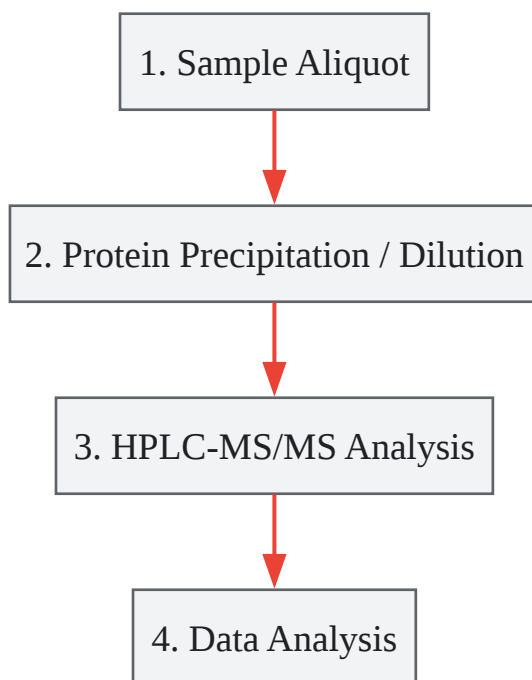 1. Sample Aliquot
2. Protein Precipitation / Dilution
3. HPLC-MS/MS Analysis
4. Data Analysis